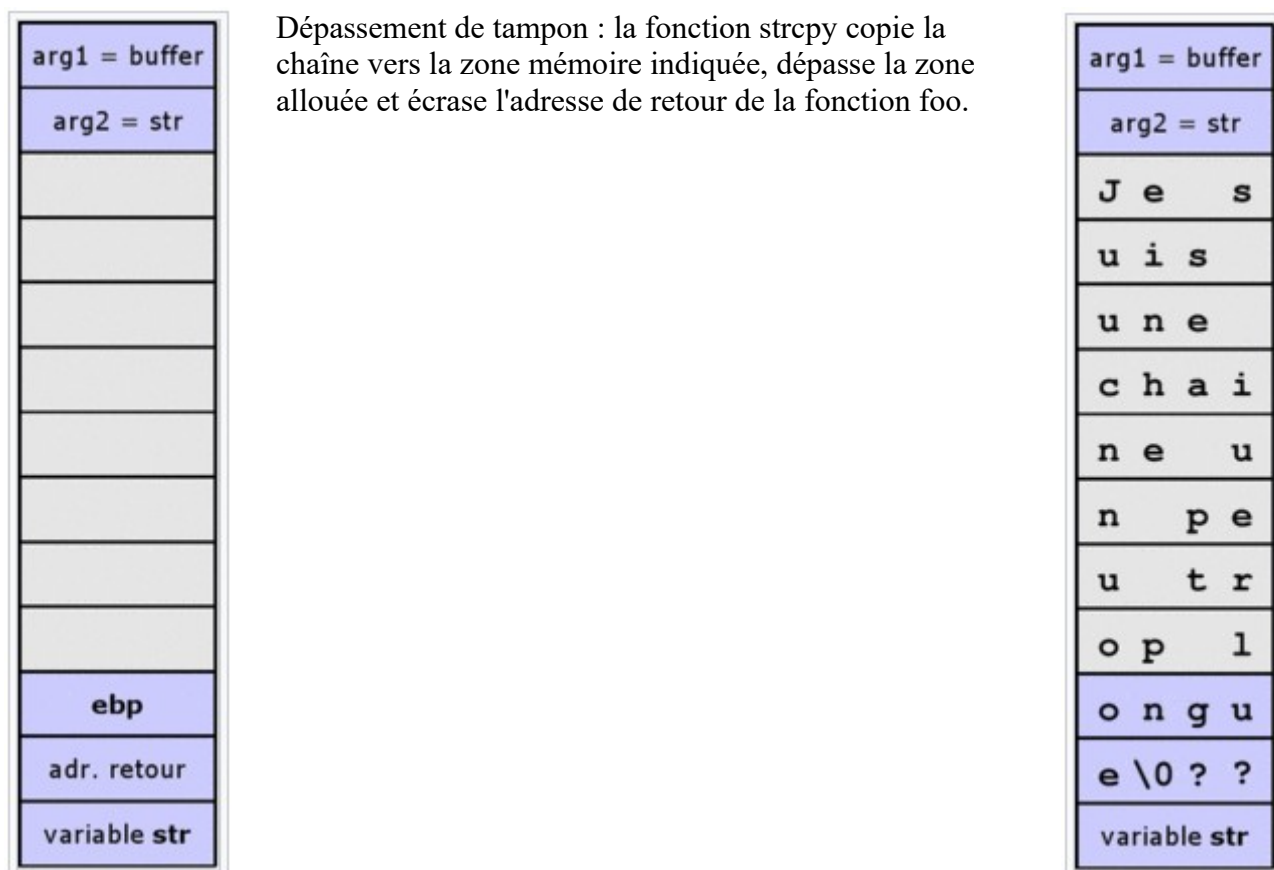 arg1 = buffer
arg2 = str
ebp
adr. retour
variable str
Dépassement de tampon : la fonction strcpy copie la
chaîne vers la zone mémoire indiquée, dépasse la zone
allouée et écrase l'adresse de retour de la fonction foo.
arg1 = buffer
arg2 = str
J e   s
u i s
u n e
c h a i
n e   u
n   p e
u   t r
o p   l
o n g u
e \0 ? ?
variable str